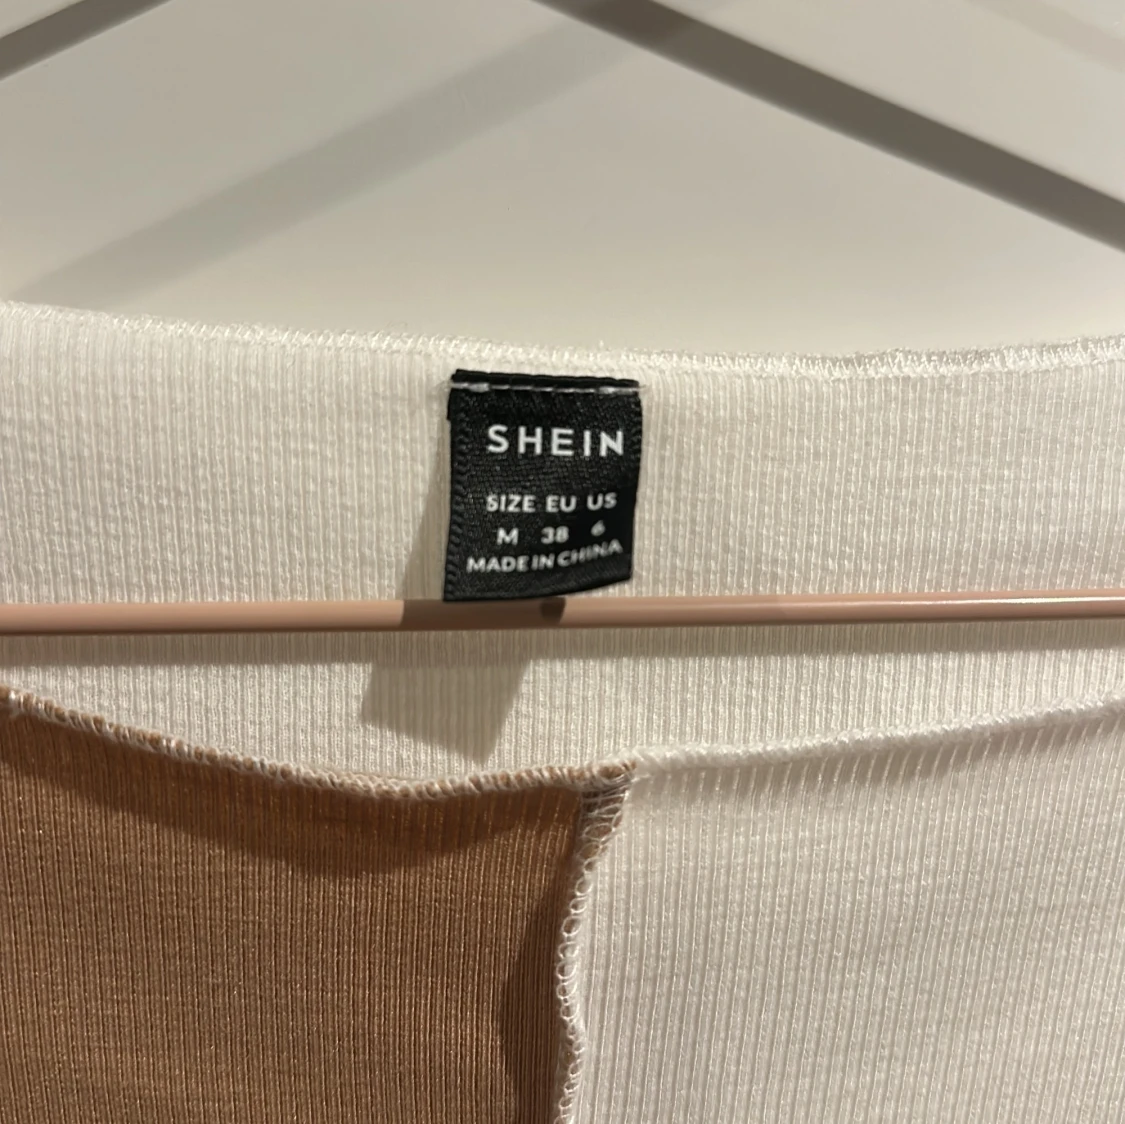 SHEIN
SIZE EU US
M 38 6
MADE IN CHINA